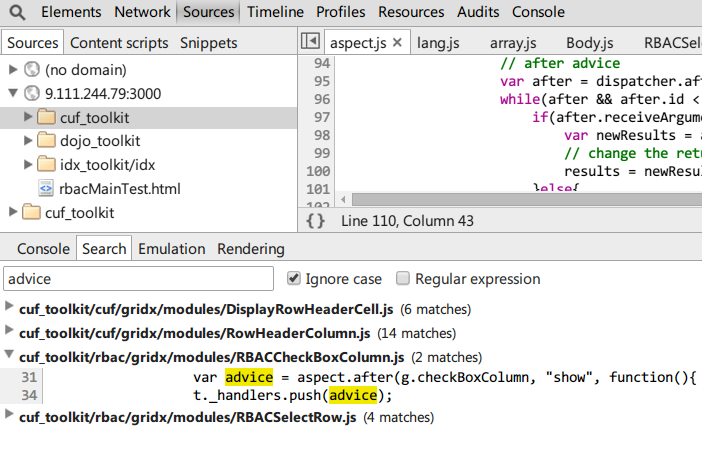 Elements Network Sources Timeline Profiles Resources Audits Console
Sources Content scripts Snippets
aspect.js × lang.js array.js Body.js RBACSel
(no domain)
9.111.244.79:3000
cuf_toolkit
dojo_toolkit
idx_toolkit/idx
rbacMainTest.html
cuf_toolkit
94 // after advice
95 var after = dispatcher.aft
96 while(after && after.id <
97 if(after.receiveArgume
98 var newResults = a
99 // change the retu
100 results = newResul
101 }else{
102
{} Line 110, Column 43
Console Search Emulation Rendering
advice Ignore case Regular expression
cuf_toolkit/cuf/gridx/modules/DisplayRowHeaderCell.js (6 matches)
cuf_toolkit/cuf/gridx/modules/RowHeaderColumn.js (14 matches)
cuf_toolkit/rbac/gridx/modules/RBACCheckBoxColumn.js (2 matches)
31 var advice = aspect.after(g.checkBoxColumn, "show", function(){
34 t._handlers.push(advice);
cuf_toolkit/rbac/gridx/modules/RBACSelectRow.js (4 matches)